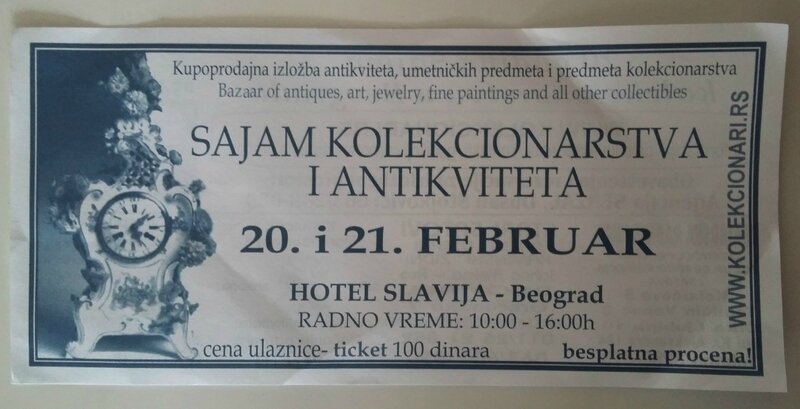 Kupoprodajna izložba antikviteta, umetničkih predmeta i predmeta kolekcionarstva
Bazaar of antiques, art, jewelry, fine paintings and all other collectibles
SAJAM KOLEKCIONARSTVA
I ANTIKVITETA
20. i 21. FEBRUAR
HOTEL SLAVIJA - Beograd
RADNO VREME: 10:00 - 16:00h
cena ulaznice- ticket 100 dinara
besplatna procena!
WWW.KOLEKCIONARI.RS